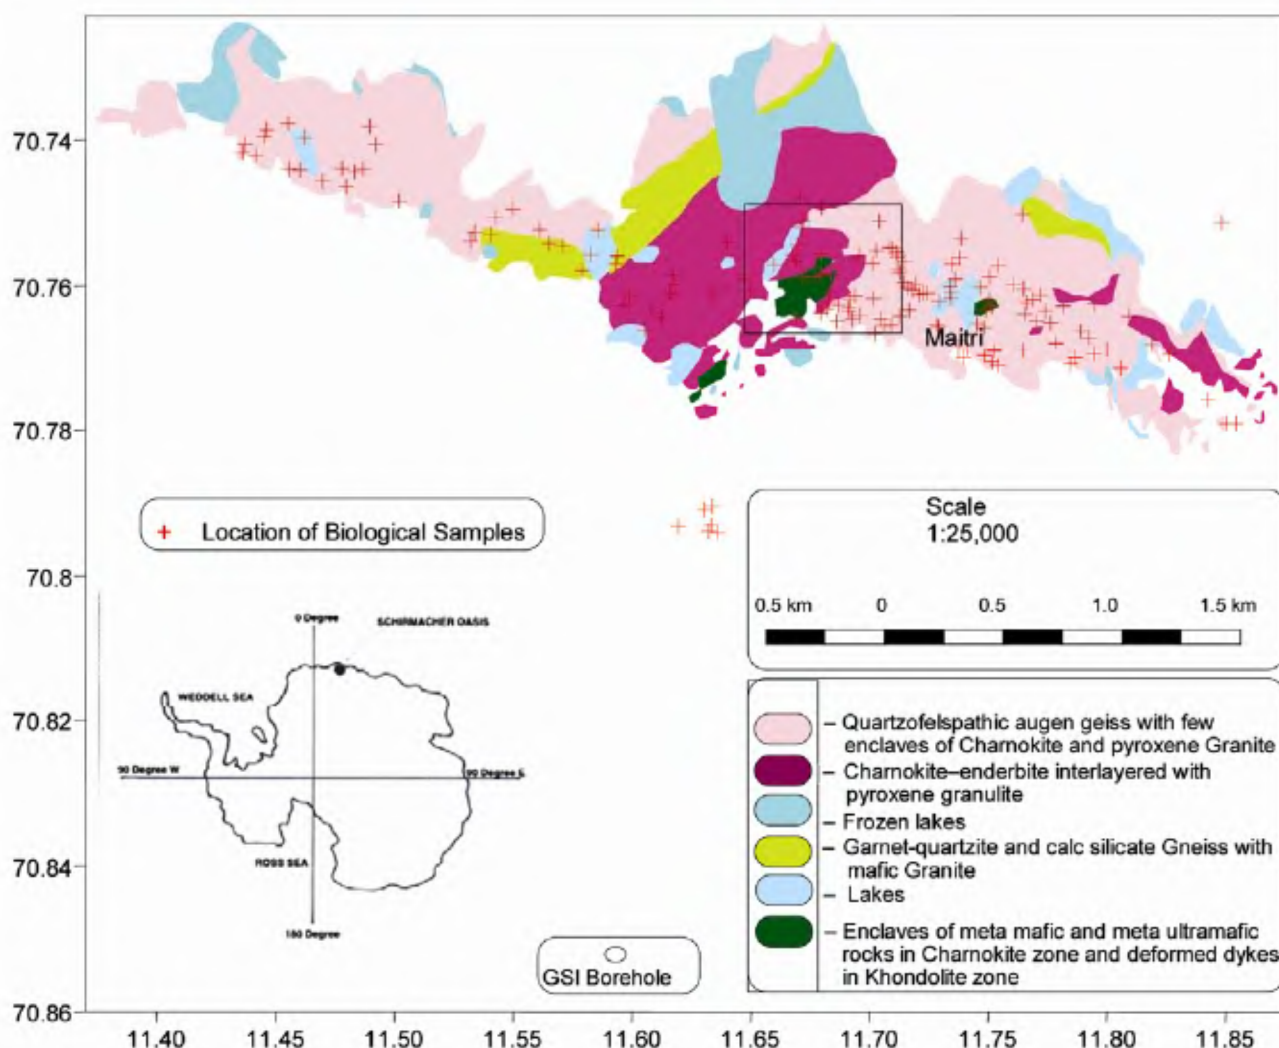 70.74
70.76
Maitri
70.78
+ Location of Biological Samples
Scale
1:25,000
70.8
0.5 km 0 0.5 1.0 1.5 km
0 Degree
SCHIRMACHER OASIS
WEDDELL SEA
70.82
90 Degree W
90 Degree E
ROSS SEA
70.84
180 Degree
– Quartzofelspathic augen geiss with few
enclaves of Charnokite and pyroxene Granite
– Charnokite–enderbite interlayered with
pyroxene granulite
– Frozen lakes
– Garnet-quartzite and calc silicate Gneiss with
mafic Granite
– Lakes
– Enclaves of meta mafic and meta ultramafic
rocks in Charnokite zone and deformed dykes
in Khondolite zone
GSI Borehole
70.86
11.40 11.45 11.50 11.55 11.60 11.65 11.70 11.75 11.80 11.85